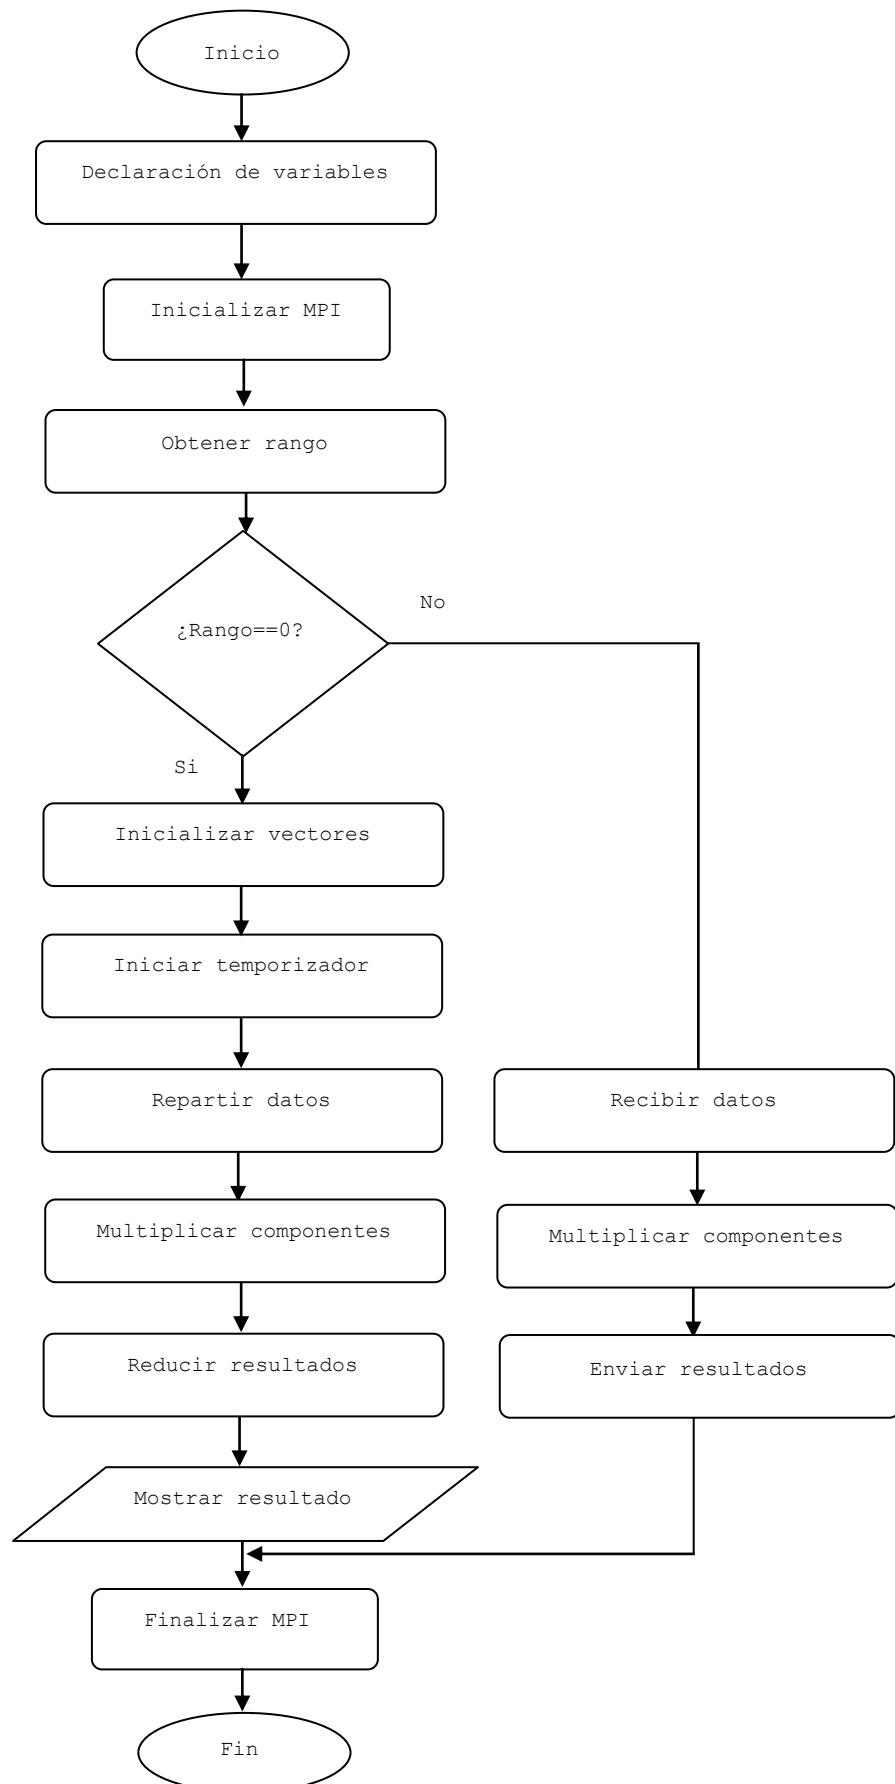 Inicio
Declaración de variables
Inicializar MPI
Obtener rango
No
¿Rango==0?
Si
Inicializar vectores
Iniciar temporizador
Repartir datos
Recibir datos
Multiplicar componentes
Multiplicar componentes
Reducir resultados
Enviar resultados
Mostrar resultado
Finalizar MPI
Fin